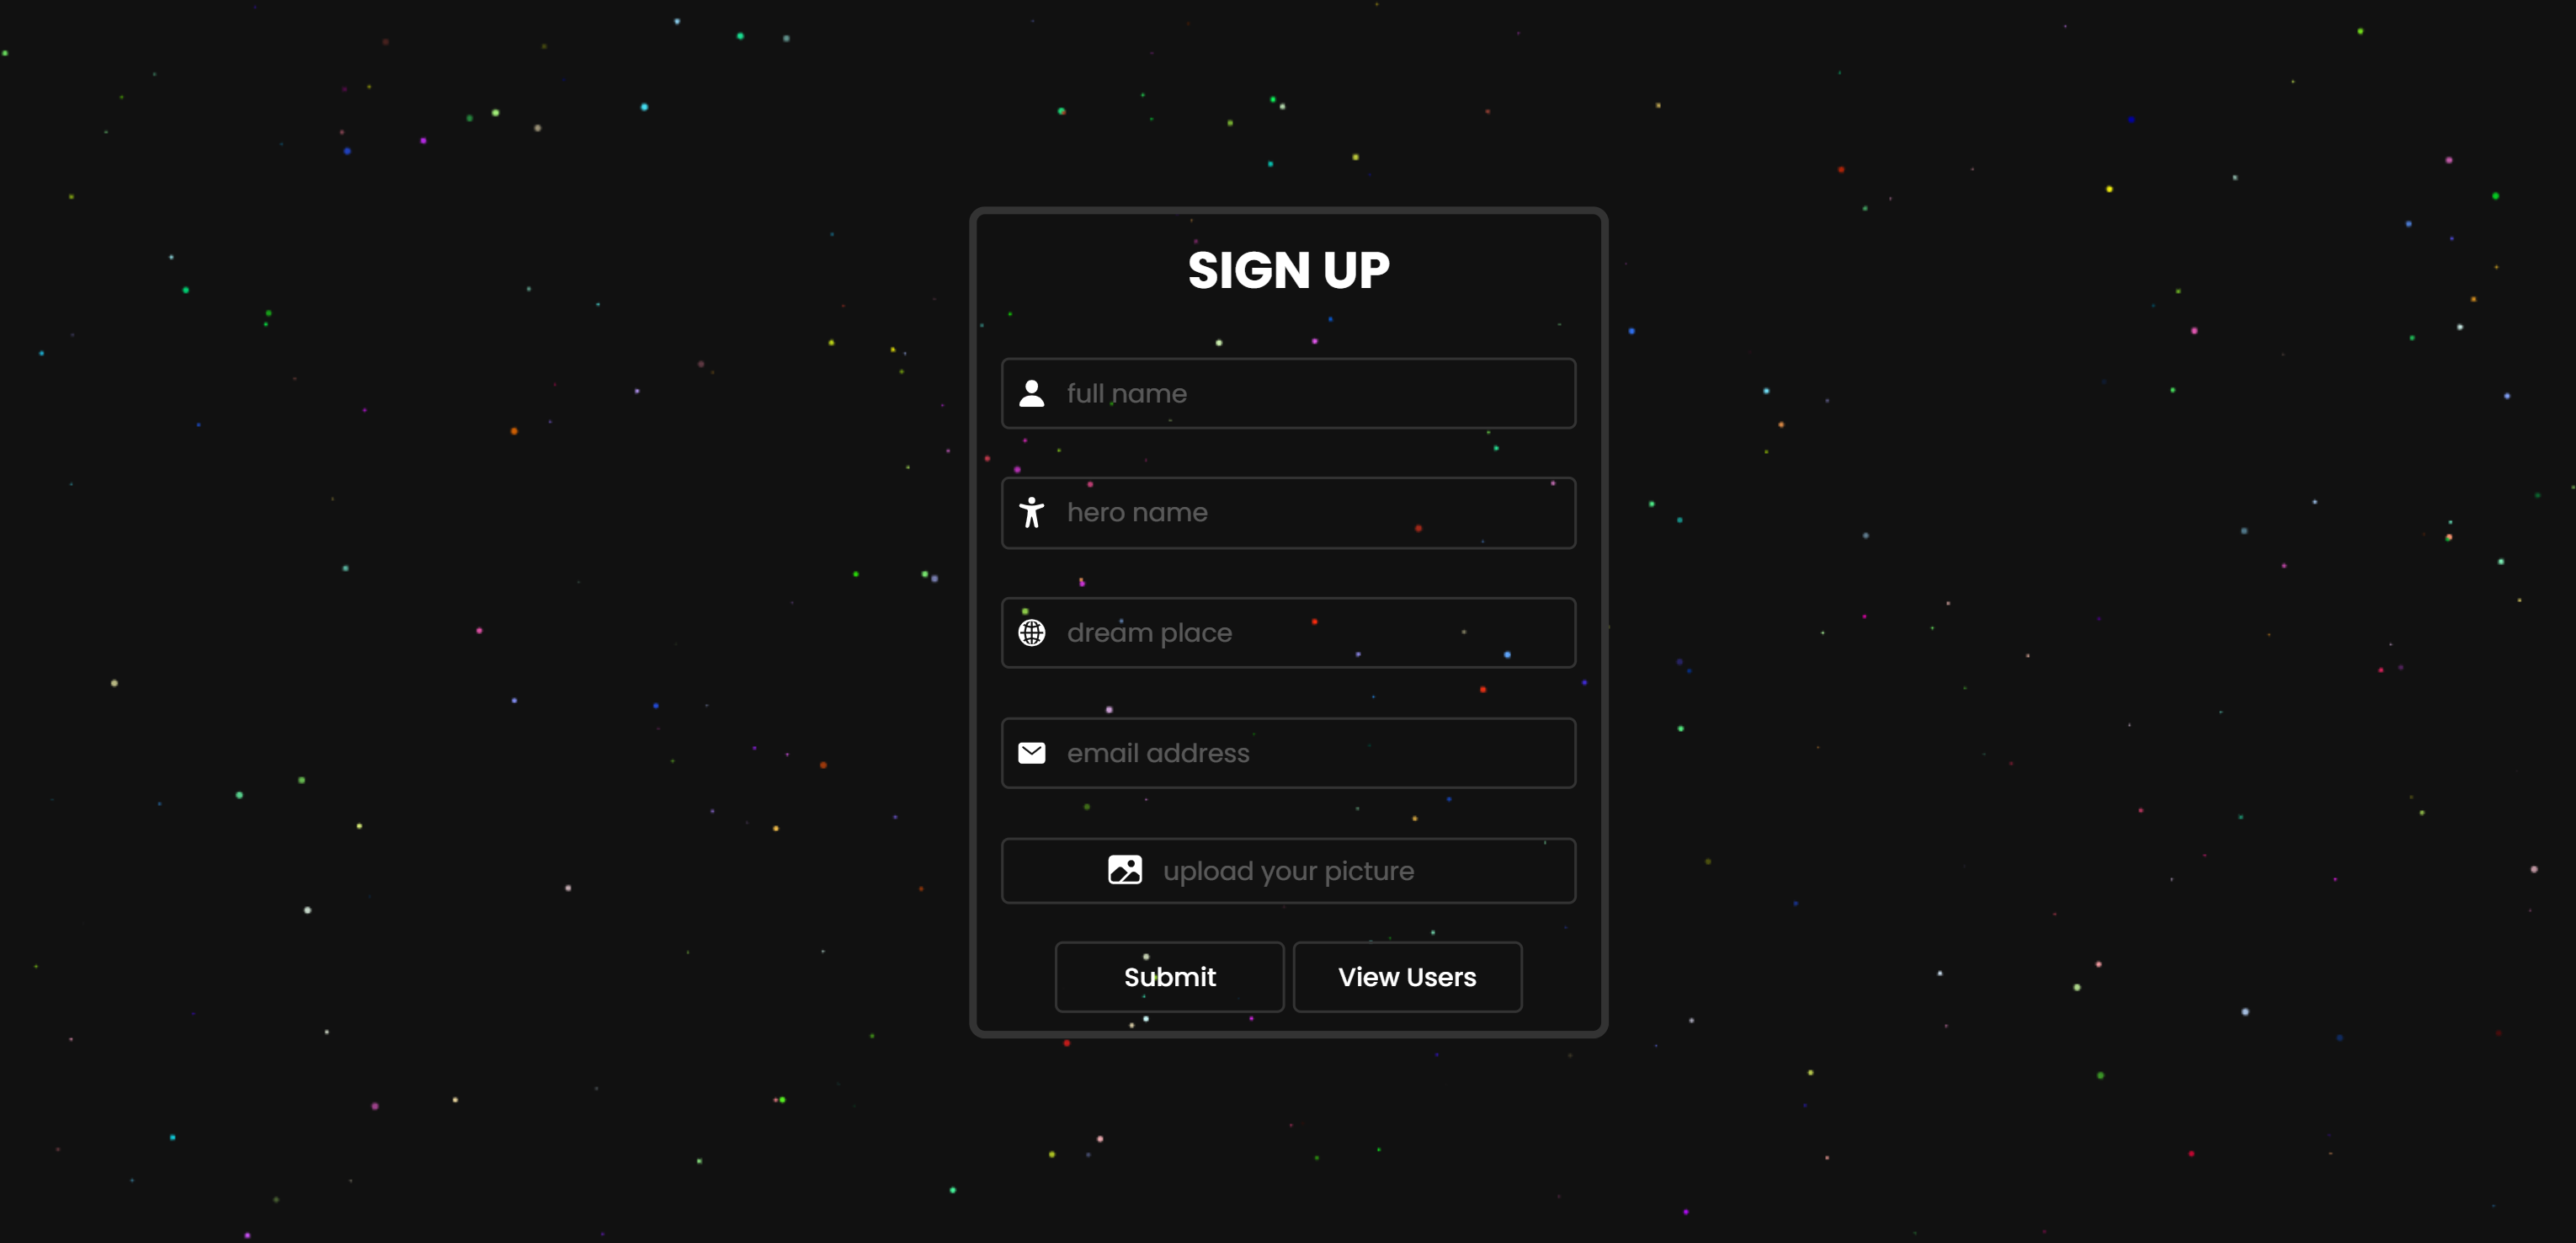 SIGN UP
full name
hero name
dream place
email address
upload your picture
Submit
View Users